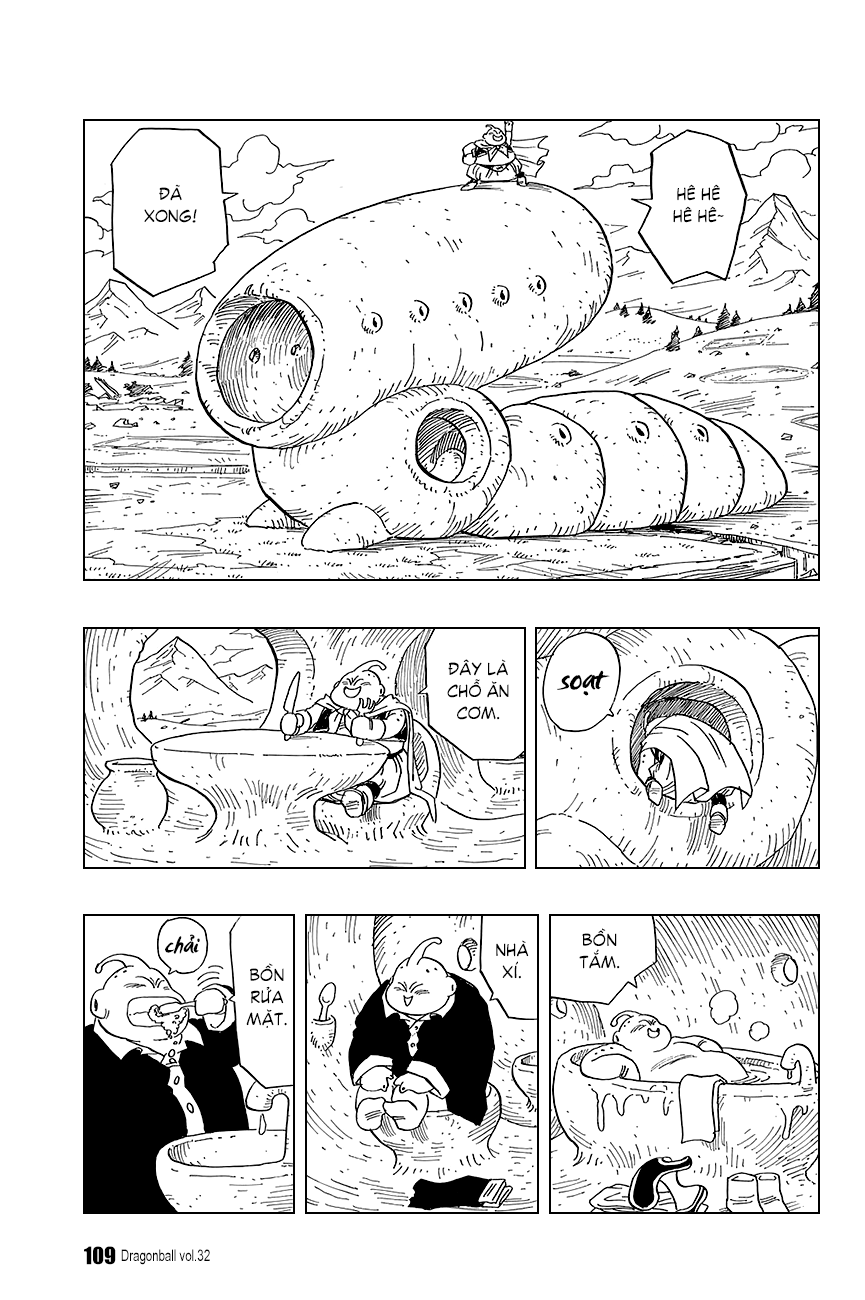 HÊ HÊ
HÊ HÊ~
ĐÀ
XONG!
soạt
ĐÂY LÀ
CHỖ ĂN
CƠM.
BỒN
TẮM.
NHÀ
XÍ.
BỒN
RỬA
MẶT.
chải
109 Dragonball vol.32